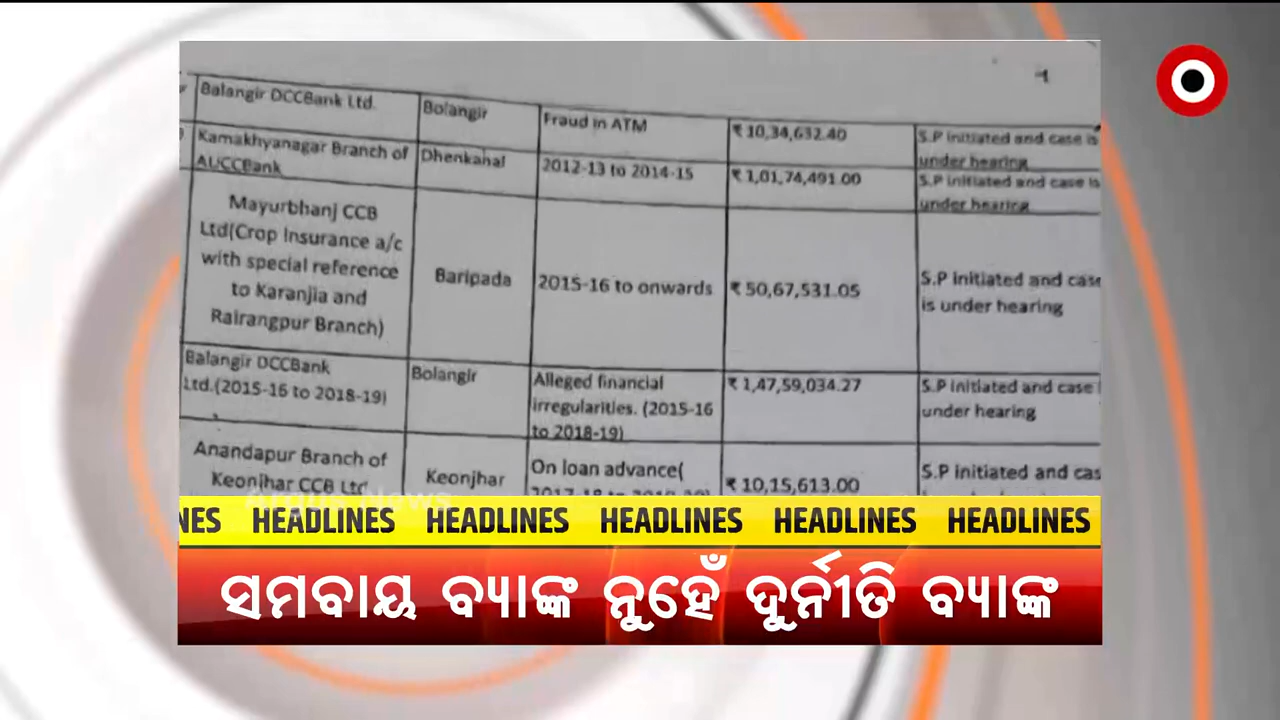 Balangir DCCBank Ltd.
Bolangir
Fraud in ATM
₹ 10,34,632.40
S.P initiated and case is
under hearing
Kamakhyanagar Branch of
AUCCBank
Dhenkanal
2012-13 to 2014-15
₹ 1,01,74,491.00
S.P initiated and case is
under hearing
Mayurbhanj CCB
Ltd(Crop Insurance a/c
with special reference
to Karanjia and
Rairangpur Branch)
Baripada
2015-16 to onwards
₹ 50,67,531.05
S.P initiated and case
is under hearing
Balangir DCCBank
Ltd.(2015-16 to 2018-19)
Bolangir
Alleged financial
irregularities. (2015-16
to 2018-19)
₹ 1,47,59,034.27
S.P initiated and case
under hearing
Anandapur Branch of
Keonjhar CCB Ltd
Keonjhar
On loan advance(
₹ 10,15,613.00
S.P initiated and cas
Argus News
NES HEADLINES HEADLINES HEADLINES HEADLINES HEADLINES
ସମବାୟ ବ୍ୟାଙ୍କ ନୁହେଁ ଦୁର୍ନୀତି ବ୍ୟାଙ୍କ